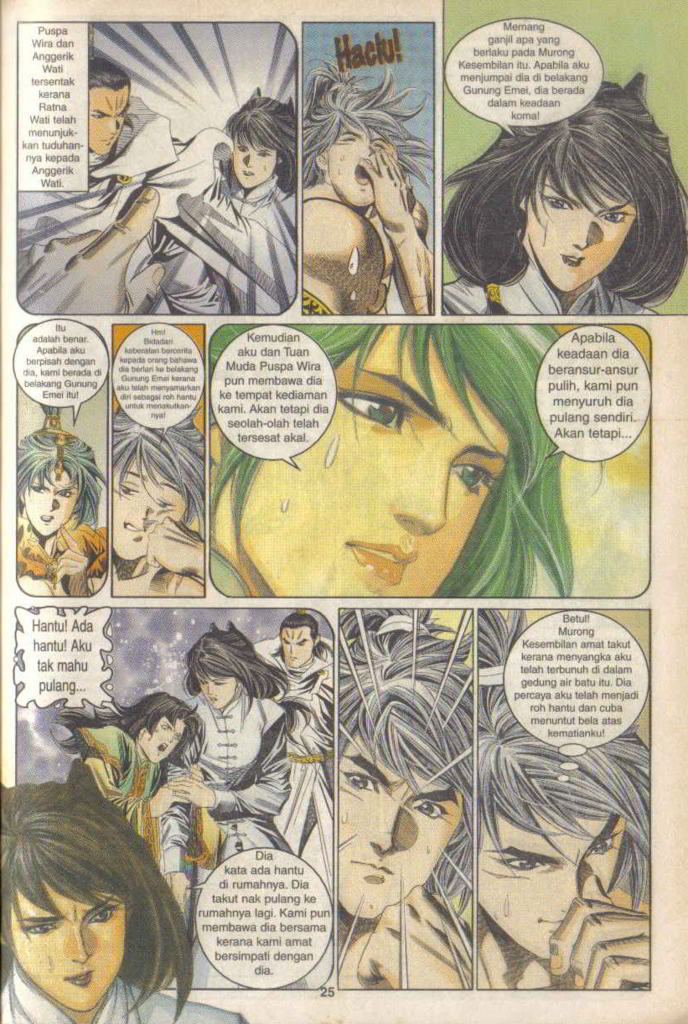 Puspa
Wira dan
Anggerik
Wati
tersentak
kerana
Ratna
Wati telah
menunjuk-
kan tuduhan-
nya kepada
Anggerik
Wati.
Haclu!
Memang
ganjil apa yang
berlaku pada Murong
Kesembilan itu. Apabila aku
menjumpai dia di belakang
Gunung Emei, dia berada
dalam keadaan
koma!
Itu
adalah benar.
Apabila aku
berpisah dengan
dia, kami berada di
belakang Gunung
Emei itu!
Hm!
Bidadari
keberatan bercerita
kepada orang bahawa
dia berlari ke belakang
Gunung Emei kerana
aku telah menyamarkan
diri sebagai roh hantu
untuk menakutkan-
nya!
Kemudian
aku dan Tuan
Muda Puspa Wira
pun membawa dia
ke tempat kediaman
kami. Akan tetapi dia
seolah-olah telah
tersesat akal.
Apabila
keadaan dia
beransur-ansur
pulih, kami pun
menyuruh dia
pulang sendiri.
Akan tetapi...
Hantu! Ada
hantu! Aku
tak mahu
pulang...
Dia
kata ada hantu
di rumahnya. Dia
takut nak pulang ke
rumahnya lagi. Kami pun
membawa dia bersama
kerana kami amat
bersimpati dengan
dia.
Betul!
Murong
Kesembilan amat takut
kerana menyangka aku
telah terbunuh di dalam
gedung air batu itu. Dia
percaya aku telah menjadi
roh hantu dan cuba
menuntut bela atas
kematianku!
25